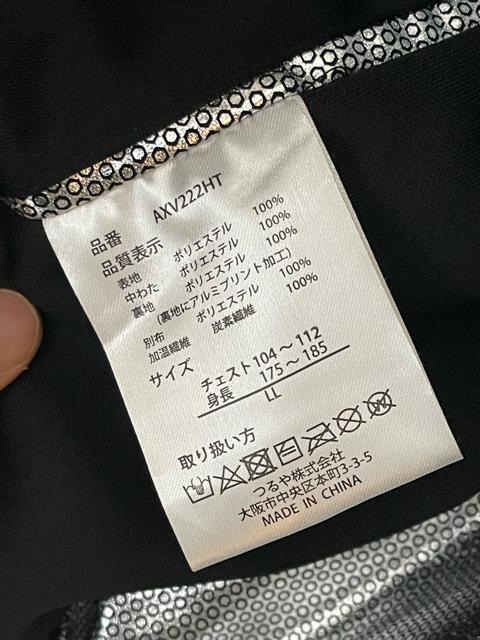 品番 AXV222HT
品質表示
表地 ポリエステル 100%
中わた ポリエステル 100%
裏地 ポリエステル 100%
(裏地にアルミプリント加工)
別布 ポリエステル 100%
加温繊維 炭素繊維 100%
サイズ チェスト104～112
身長 175～185
LL
取り扱い方
つるや株式会社
大阪市中央区本町3-3-5
MADE IN CHINA